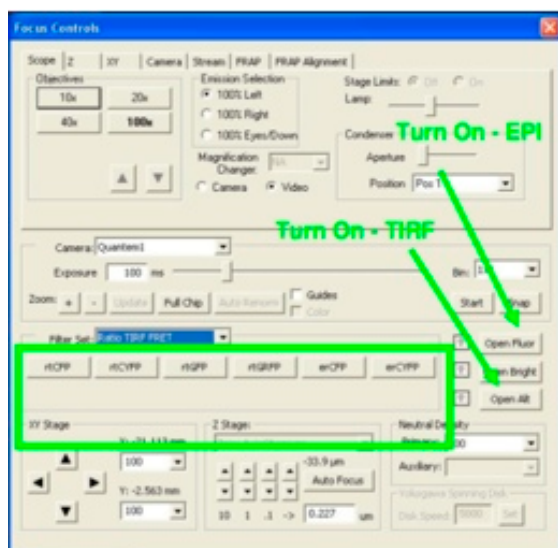 Focus Controls
Scope Z XY Camera Stream FRAP FRAP Alignment
Objectives
10x 20x
40x 100x
Emission Selection
100% Left
100% Right
100% Eyes/Down
Magnification
Changer: NA
Camera Video
Stage Limits: Off On
Lamp:
Condenser
Aperture
Position Pos 1
Turn On - EPI
Turn On - TIRF
Camera: Quantem1
Exposure 100 ms
Bin:
Zoom: + - Update Full Chip
Guides
Color
Start Snap
Filter Set: Ratio TIRF FRET
rtCFP rtCYFP rtGFP erCFP erCYFP
Open Fluor
Open Bright
Open Alt
XY Stage
100
Y: -2.563 mm
100
Z Stage:
-33.9 µm
Auto Focus
10 1 .1 -> 0.227 um
Neutral Density
Primary:
Auxiliary:
Yokogawa Spinning Disk
Disk Speed: 5000 Set